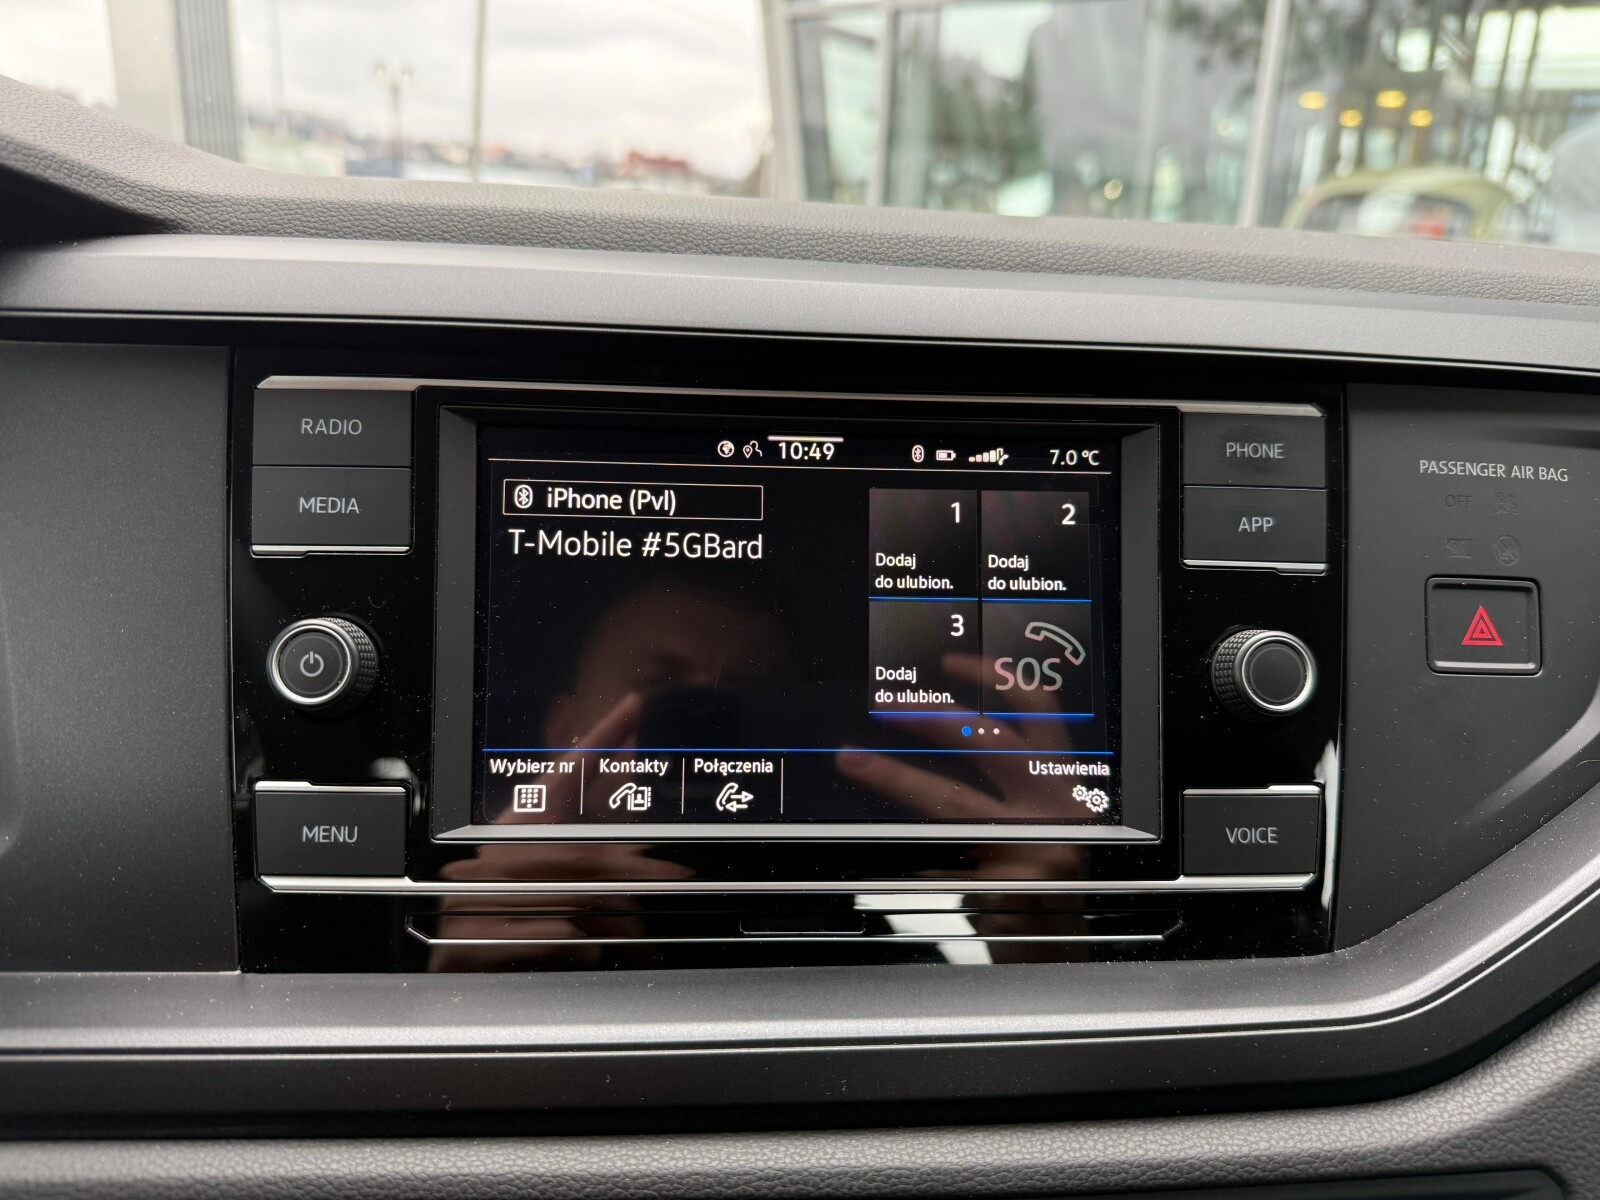 RADIO
MEDIA
MENU
10:49
7.0 °C
iPhone (Pvl)
T-Mobile #5GBard
1
Dodaj
do ulubion.
2
Dodaj
do ulubion.
3
Dodaj
do ulubion.
SOS
Wybierz nr
Kontakty
Połączenia
Ustawienia
PHONE
APP
VOICE
PASSENGER AIR BAG
OFF